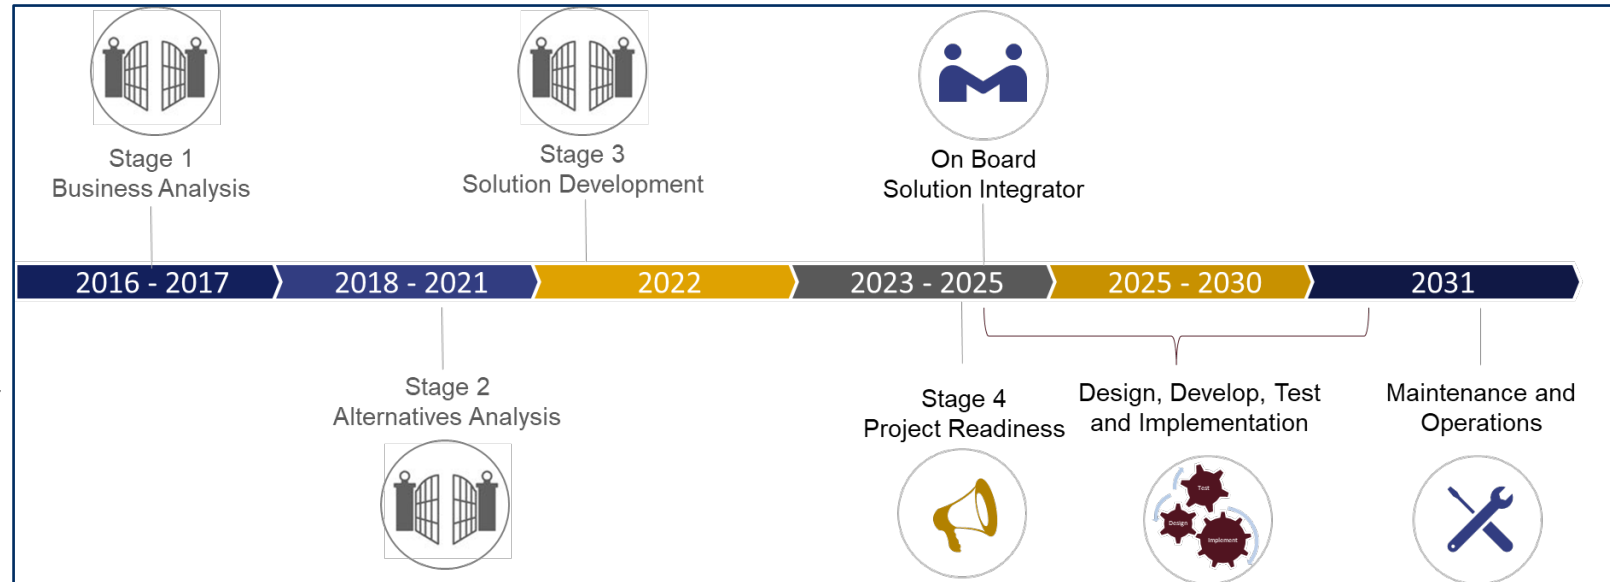 Stage 1
Business Analysis
Stage 3
Solution Development
On Board
Solution Integrator
2016 - 2017
2018 - 2021
2022
2023 - 2025
2025 - 2030
2031
Stage 2
Alternatives Analysis
Stage 4
Project Readiness
Design, Develop, Test
and Implementation
Maintenance and
Operations
Test
Design
Implement